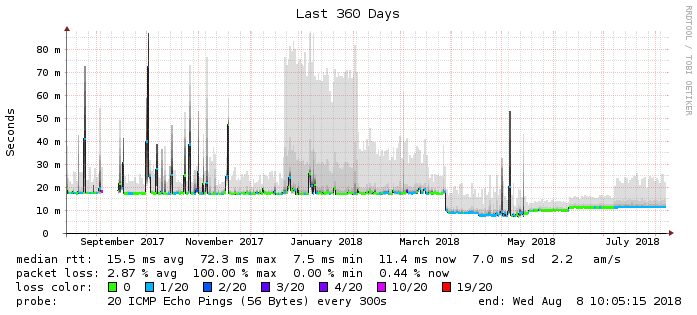 Last 360 Days
RRDTOOL / TOBI OETIKER
Seconds
80 m
70 m
60 m
50 m
40 m
30 m
20 m
10 m
0
September 2017 November 2017 January 2018 March 2018 May 2018 July 2018
median rtt: 15.5 ms avg 72.3 ms max 7.5 ms min 11.4 ms now 7.0 ms sd 2.2 am/s
packet loss: 2.87 % avg 100.00 % max 0.00 % min 0.44 % now
loss color: 0 1/20 2/20 3/20 4/20 10/20 19/20
probe: 20 ICMP Echo Pings (56 Bytes) every 300s end: Wed Aug 8 10:05:15 2018